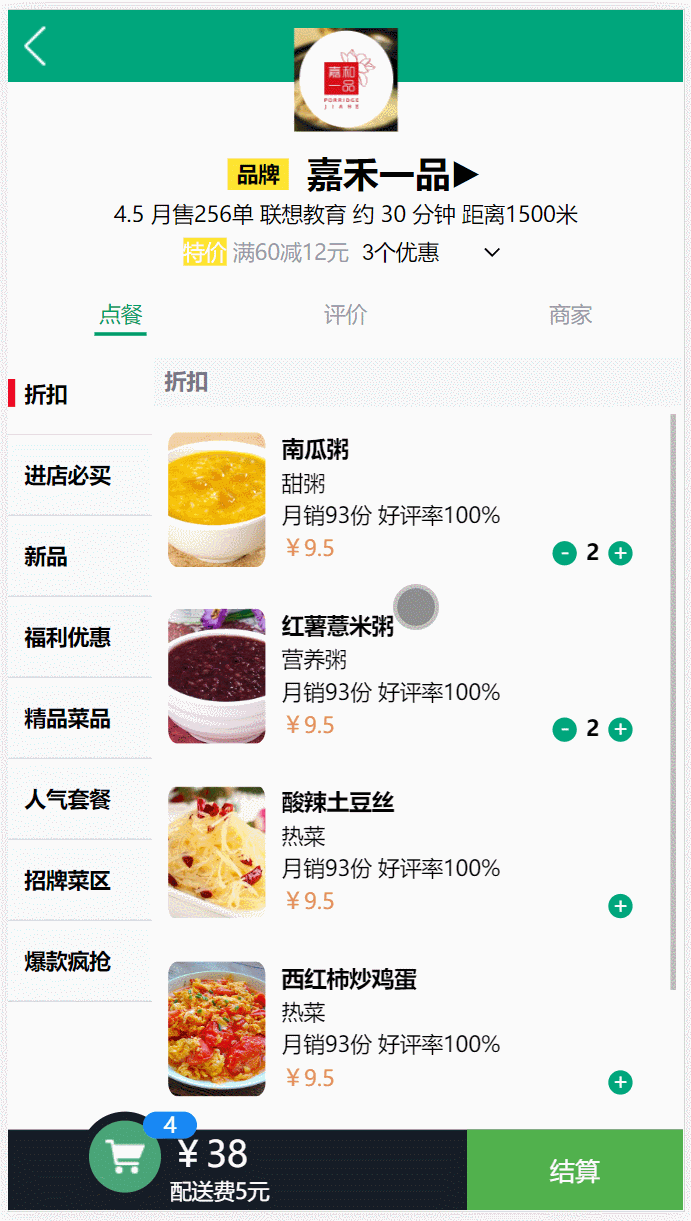 嘉和
一品
PORRIDGE
JIAHE
品牌 嘉禾一品▶
4.5 月售256单 联想教育 约 30 分钟 距离1500米
特价 满60减12元 3个优惠
点餐 评价 商家
折扣
进店必买
新品
福利优惠
精品菜品
人气套餐
招牌菜区
爆款疯抢
折扣
南瓜粥
甜粥
月销93份 好评率100%
￥9.5
- 2 +
红薯薏米粥
营养粥
月销93份 好评率100%
￥9.5
- 2 +
酸辣土豆丝
热菜
月销93份 好评率100%
￥9.5
+
西红柿炒鸡蛋
热菜
月销93份 好评率100%
￥9.5
+
4
￥38
配送费5元
结算